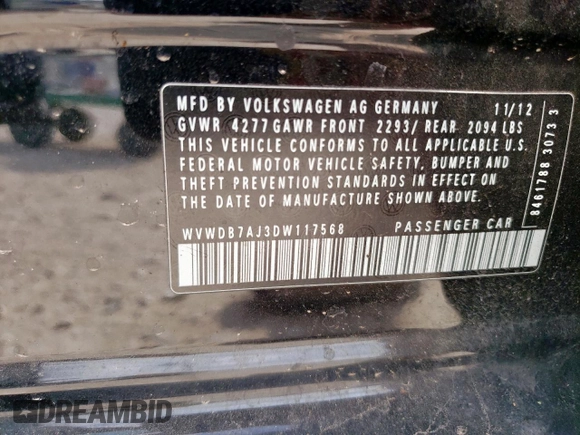 MFD BY VOLKSWAGEN AG GERMANY 11/12
GVWR 4277 GAWR FRONT 2293/ REAR 2094 LBS
THIS VEHICLE CONFORMS TO ALL APPLICABLE U.S.
FEDERAL MOTOR VEHICLE SAFETY, BUMPER AND
THEFT PREVENTION STANDARDS IN EFFECT ON
THE DATE OF MANUFACTURE SHOWN ABOVE.
WVWDB7AJ3DW117568 PASSENGER CAR
8461788 3073 3
DREAMBID